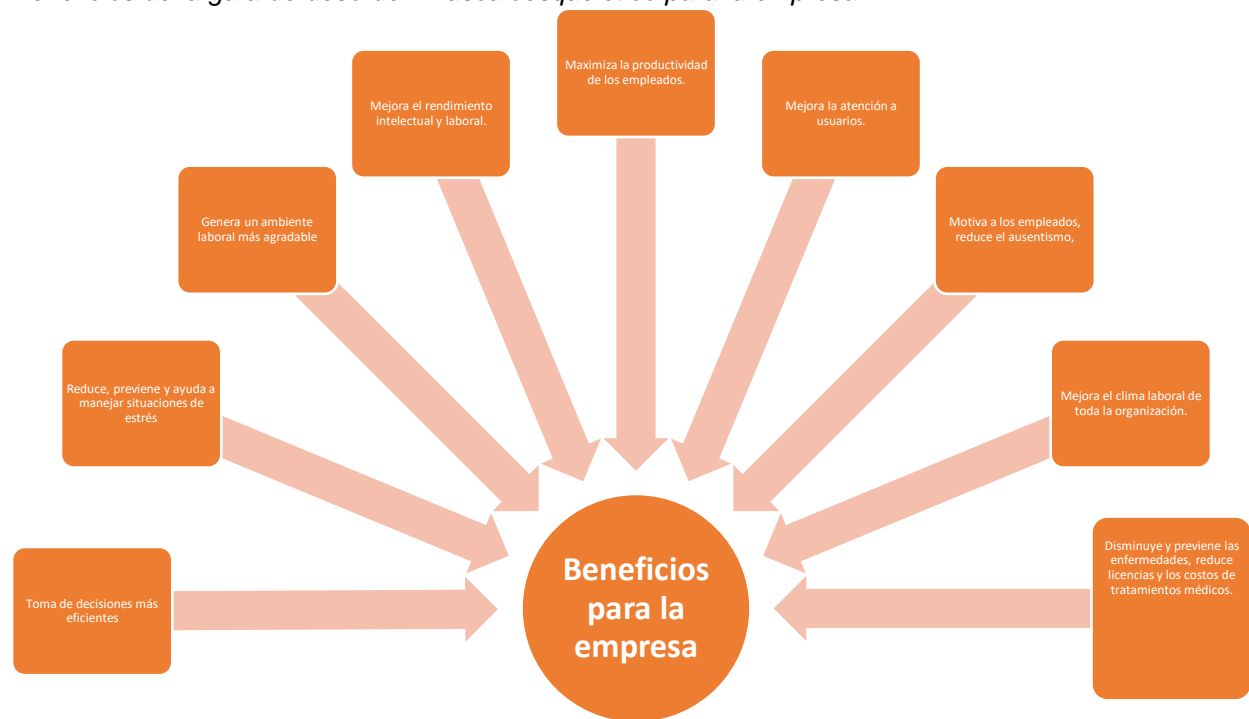 Maximiza la productividad
de los empleados.
Mejora el rendimiento
intelectual y laboral.
Mejora la atención a
usuarios.
Genera un ambiente
laboral más agradable
Motiva a los empleados,
reduce el ausentismo,
Reduce, previene y ayuda a
manejar situaciones de
estrés
Mejora el clima laboral de
toda la organización.
Toma de decisiones más
eficientes
Disminuye y previene las
enfermedades, reduce
licencias y los costos de
tratamientos médicos.
Beneficios
para la
empresa